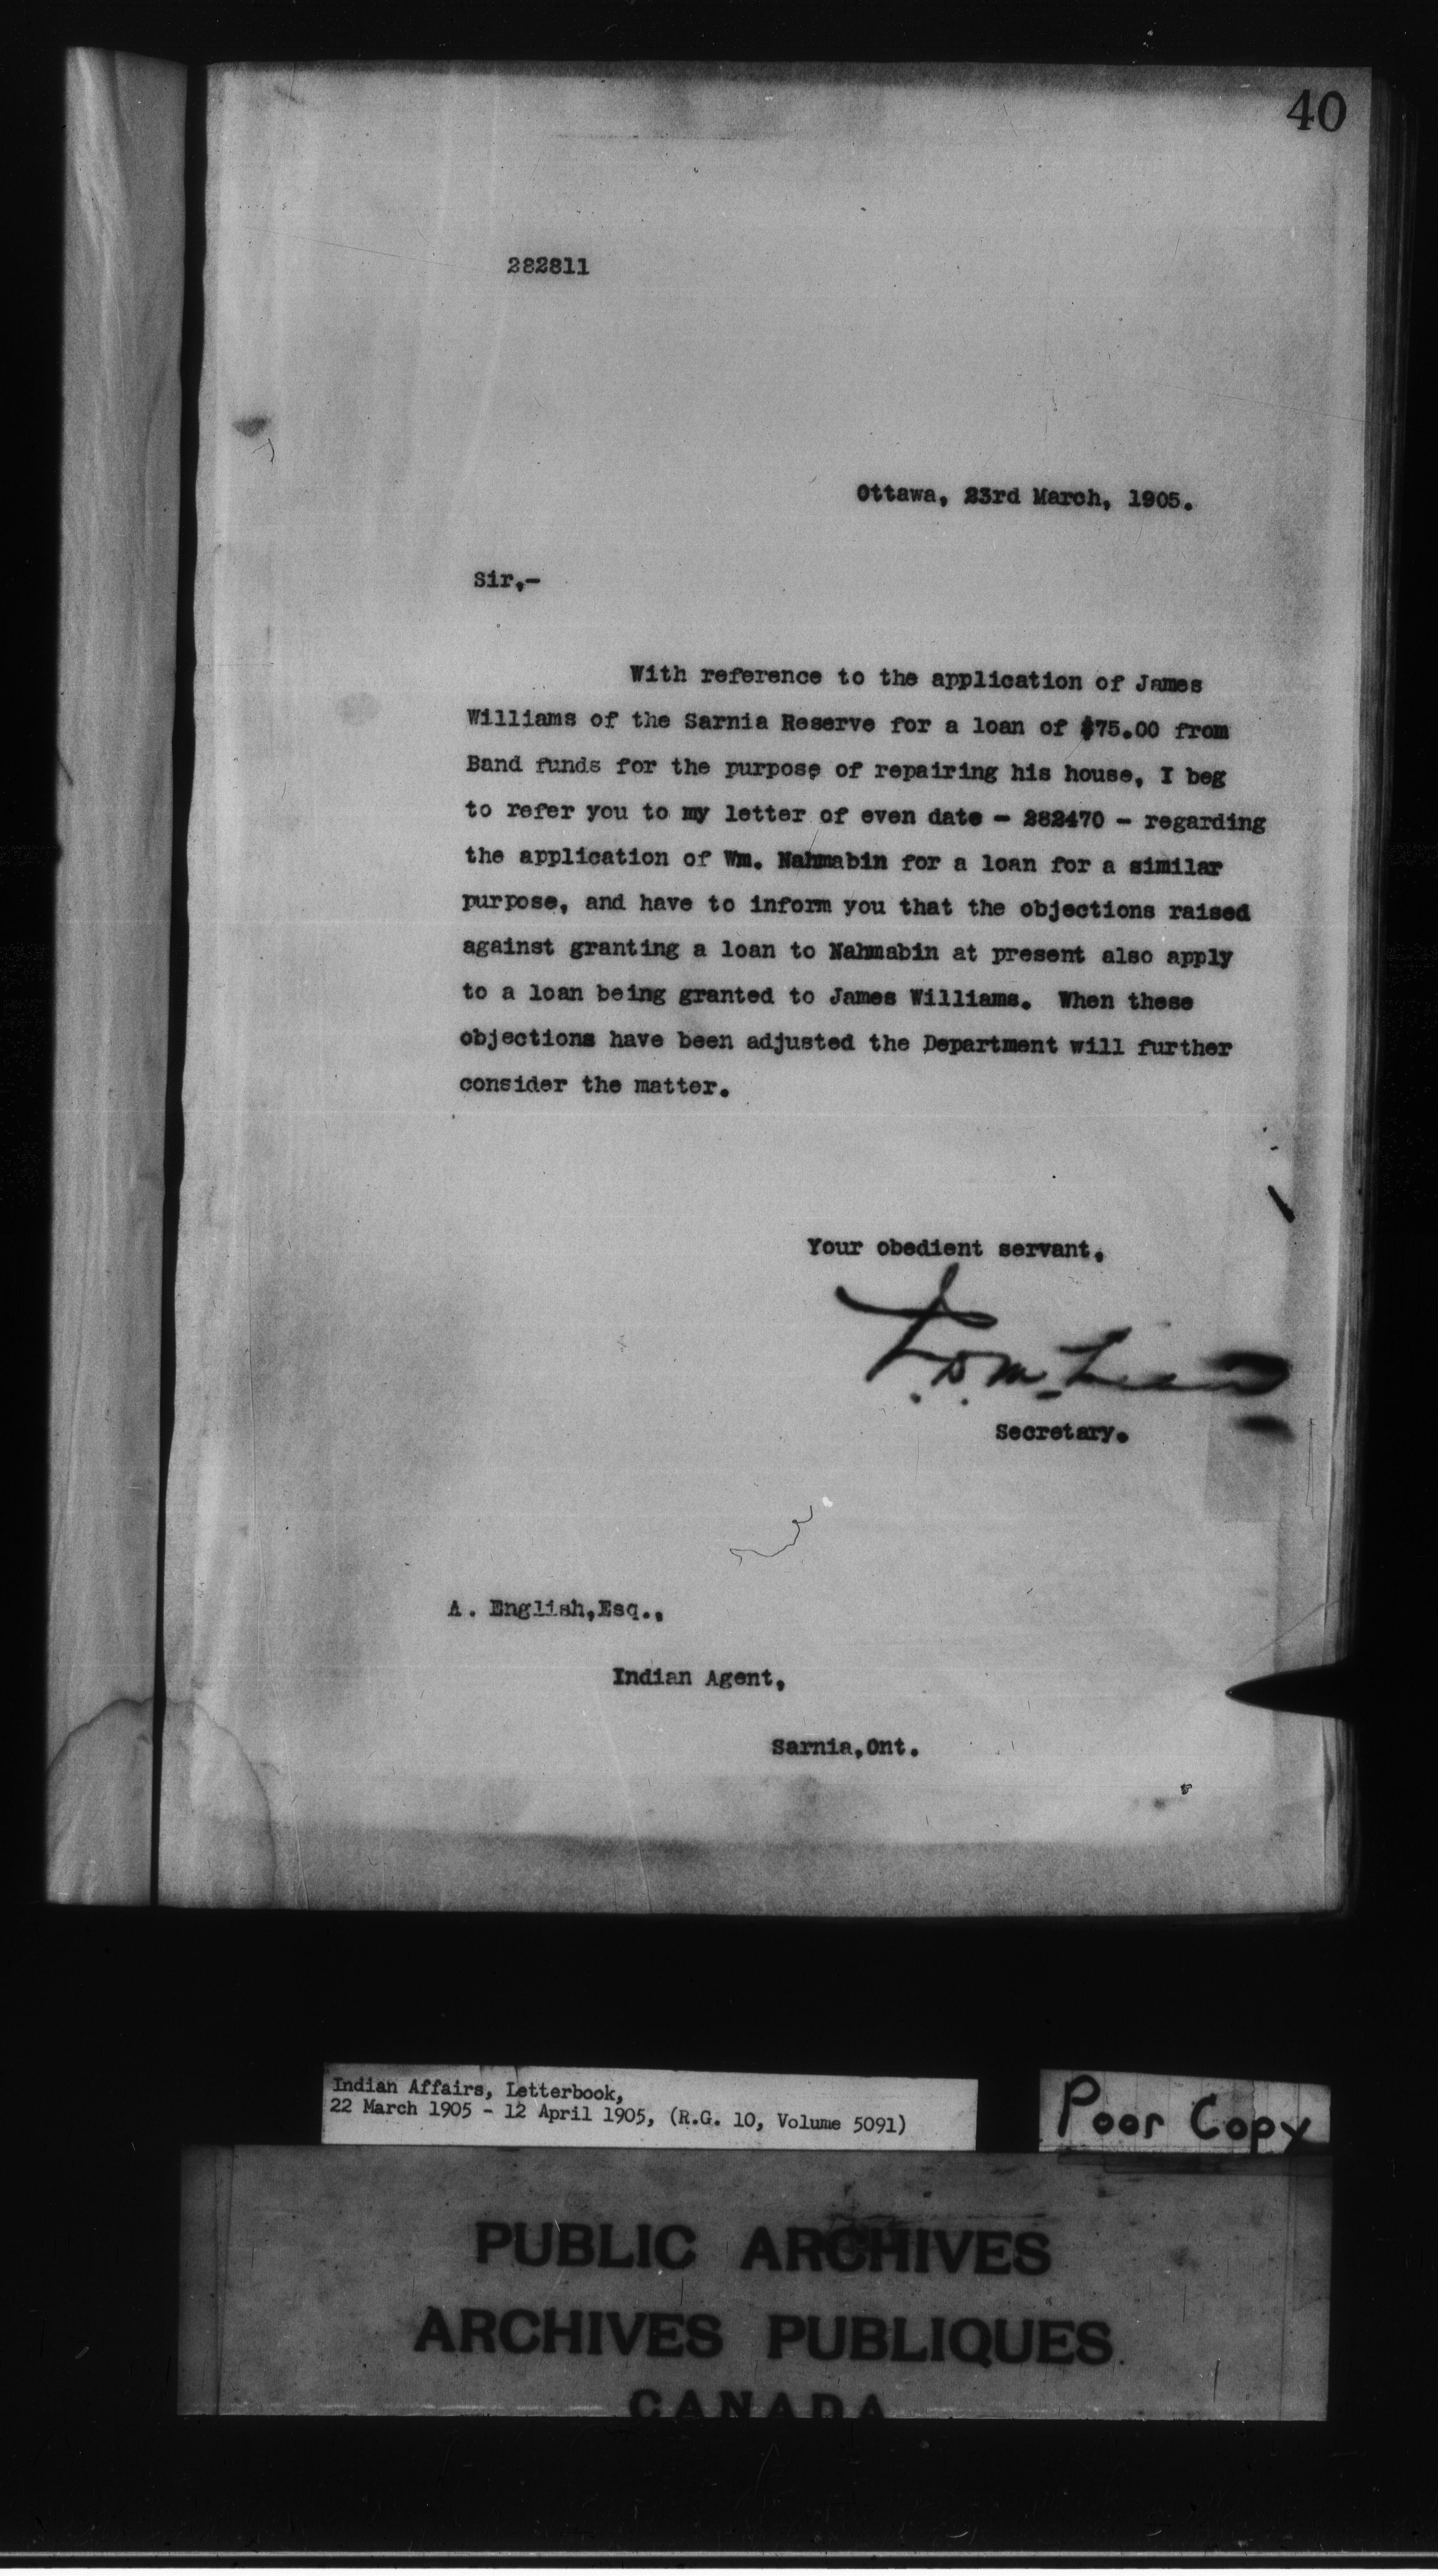 40
282811
Ottawa, 23rd March, 1905.
Sir,-
With reference to the application of James
Williams of the Sarnia Reserve for a loan of $75.00 from
Band funds for the purpose of repairing his house, I beg
to refer you to my letter of even date - 282470 - regarding
the application of Wm. Nahmabin for a loan for a similar
purpose, and have to inform you that the objections raised
against granting a loan to Nahmabin at present also apply
to a loan being granted to James Williams. When these
objections have been adjusted the Department will further
consider the matter.
Your obedient servant,
Secretary.
A. English,Esq.,
Indian Agent,
Sarnia,Ont.
Indian Affairs, Letterbook,
22 March 1905 - 12 April 1905, (R.G. 10, Volume 5091)
Poor Copy
PUBLIC ARCHIVES
ARCHIVES PUBLIQUES
CANADA